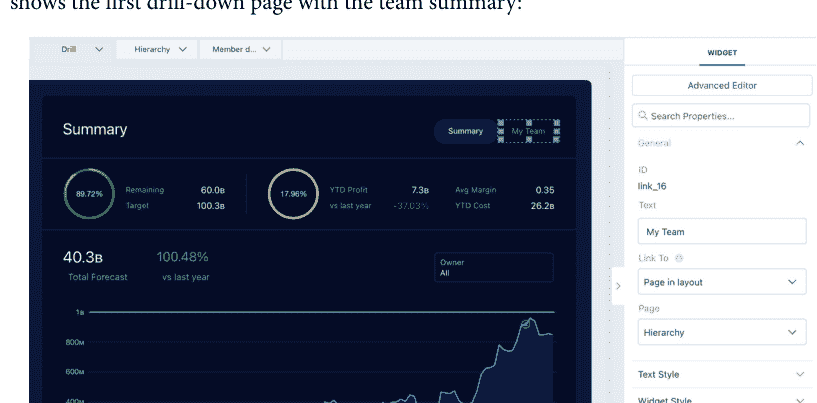 shows the first drill-down page with the team summary:
Drill Hierarchy Member d...
WIDGET
Advanced Editor
Search Properties...
General
Summary
Summary My Team
ID
link_16
89.72%
Remaining 60.0B
Target 100.3B
17.96%
YTD Profit 7.3B
vs last year -37.03%
Avg Margin 0.35
YTD Cost 26.2B
Text
My Team
40.3B
Total Forecast
100.48%
vs last year
Owner
All
Link To
Page in layout
Page
Hierarchy
1B
800M
600M
400M
Text Style
Widget Style